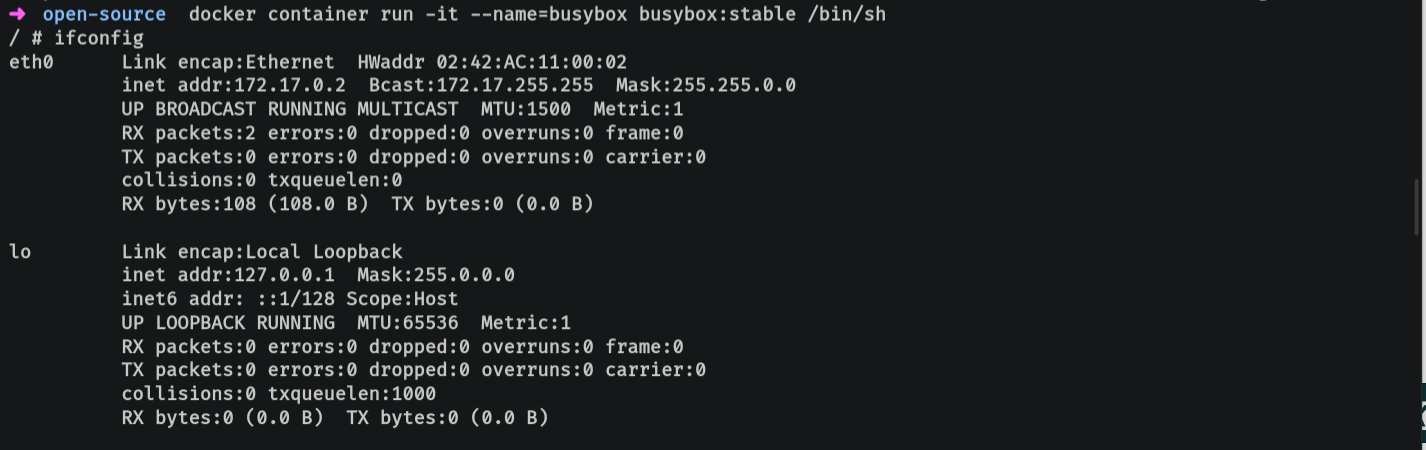 ➜ open-source docker container run -it --name=busybox busybox:stable /bin/sh
/ # ifconfig
eth0      Link encap:Ethernet  HWaddr 02:42:AC:11:00:02
          inet addr:172.17.0.2  Bcast:172.17.255.255  Mask:255.255.0.0
          UP BROADCAST RUNNING MULTICAST  MTU:1500  Metric:1
          RX packets:2 errors:0 dropped:0 overruns:0 frame:0
          TX packets:0 errors:0 dropped:0 overruns:0 carrier:0
          collisions:0 txqueuelen:0
          RX bytes:108 (108.0 B)  TX bytes:0 (0.0 B)

lo        Link encap:Local Loopback
          inet addr:127.0.0.1  Mask:255.0.0.0
          inet6 addr: ::1/128 Scope:Host
          UP LOOPBACK RUNNING  MTU:65536  Metric:1
          RX packets:0 errors:0 dropped:0 overruns:0 frame:0
          TX packets:0 errors:0 dropped:0 overruns:0 carrier:0
          collisions:0 txqueuelen:1000
          RX bytes:0 (0.0 B)  TX bytes:0 (0.0 B)